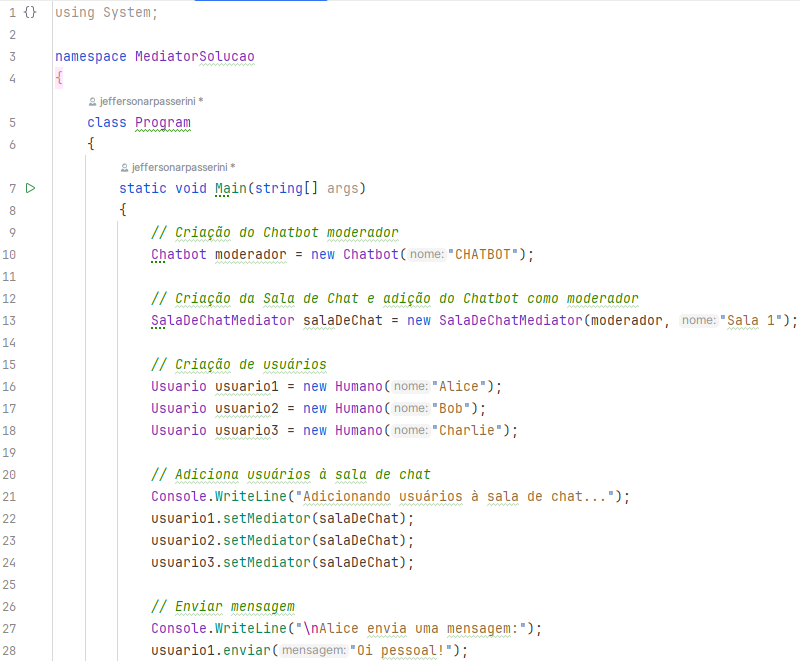 1 {} using System;
2
3 namespace MediatorSolucao
4 {
jeffersonarpasserini *
5 class Program
6 {
jeffersonarpasserini *
7 static void Main(string[] args)
8 {
9 // Criação do Chatbot moderador
10 Chatbot moderador = new Chatbot(nome:"CHATBOT");
11
12 // Criação da Sala de Chat e adição do Chatbot como moderador
13 SalaDeChatMediator salaDeChat = new SalaDeChatMediator(moderador, nome:"Sala 1");
14
15 // Criação de usuários
16 Usuario usuario1 = new Humano(nome:"Alice");
17 Usuario usuario2 = new Humano(nome:"Bob");
18 Usuario usuario3 = new Humano(nome:"Charlie");
19
20 // Adiciona usuários à sala de chat
21 Console.WriteLine("Adicionando usuários à sala de chat...");
22 usuario1.setMediator(salaDeChat);
23 usuario2.setMediator(salaDeChat);
24 usuario3.setMediator(salaDeChat);
25
26 // Enviar mensagem
27 Console.WriteLine("\nAlice envia uma mensagem:");
28 usuario1.enviar(mensagem:"Oi pessoal!");